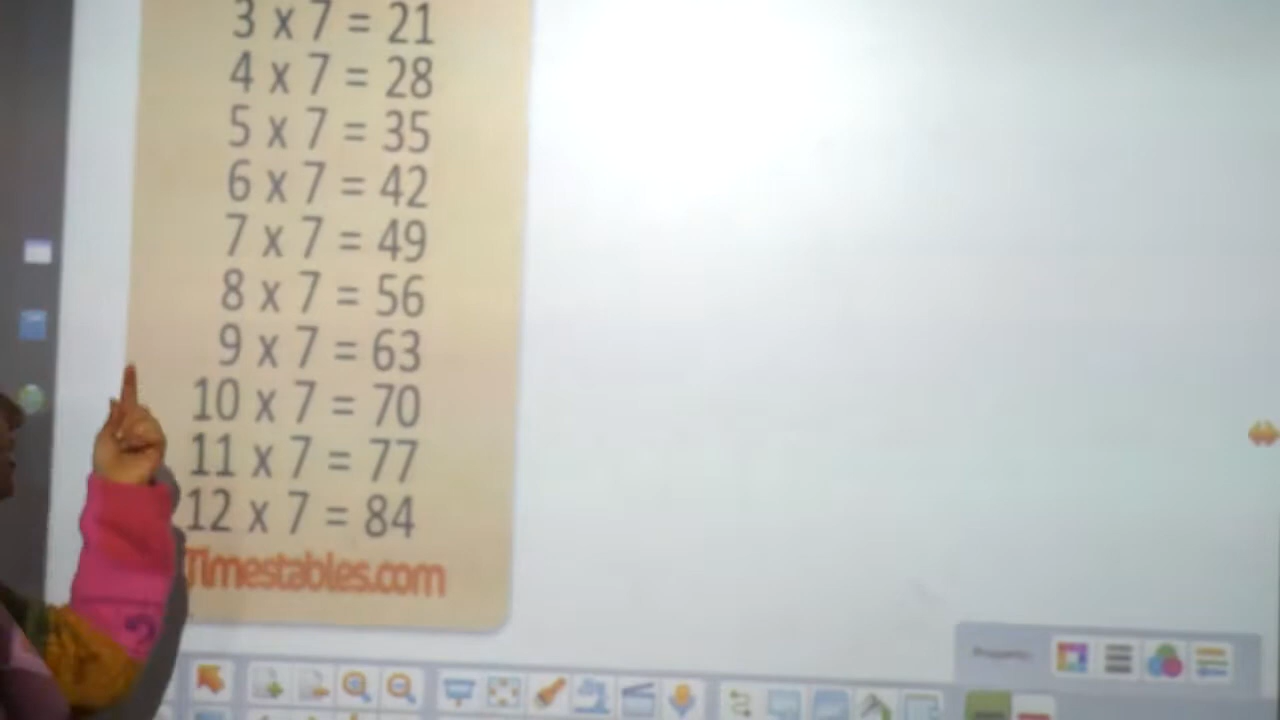 3 x 7 = 21
4 x 7 = 28
5 x 7 = 35
6 x 7 = 42
7 x 7 = 49
8 x 7 = 56
9 x 7 = 63
10 x 7 = 70
11 x 7 = 77
12 x 7 = 84
Timestables.com